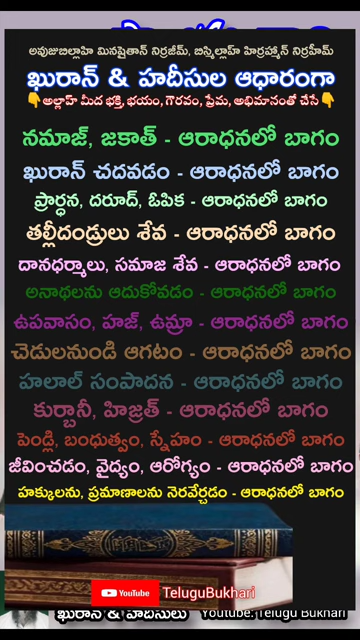 అవుజుబిల్లాహి మినషైతాన్ నిర్రజీమ్, బిస్మిల్లాహ్ హిర్రహ్మాన్ నిర్రహీమ్
ఖురాన్ & హదీసుల ఆధారంగా
👇అల్లాహ్ మీద భక్తి, భయం, గౌరవం, ప్రేమ, అభిమానంతో చేసే👇
నమాజ్, జకాత్ - ఆరాధనలో బాగం
ఖురాన్ చదవడం - ఆరాధనలో బాగం
ప్రార్ధన, దరూద్, ఓపిక - ఆరాధనలో బాగం
తల్లీదండ్రులు శేవ - ఆరాధనలో బాగం
దానధర్మాలు, సమాజ శేవ - ఆరాధనలో బాగం
అనాథలను ఆదుకోవడం - ఆరాధనలో బాగం
ఉపవాసం, హజ్, ఉమ్రా - ఆరాధనలో బాగం
చెడులనుండి ఆగటం - ఆరాధనలో బాగం
హలాల్ సంపాదన - ఆరాధనలో బాగం
కుర్బానీ, హిజ్రత్ - ఆరాధనలో బాగం
పెండ్లి, బంధుత్వం, స్నేహం - ఆరాధనలో బాగం
జీవించడం, వైద్యం, ఆరోగ్యం - ఆరాధనలో బాగం
హక్కులను, ప్రమాణాలను నెరవేర్చడం - ఆరాధనలో బాగం
YouTube TeluguBukhari
ఖురాన్ & హదీసులు Youtube: Telugu Bukhari